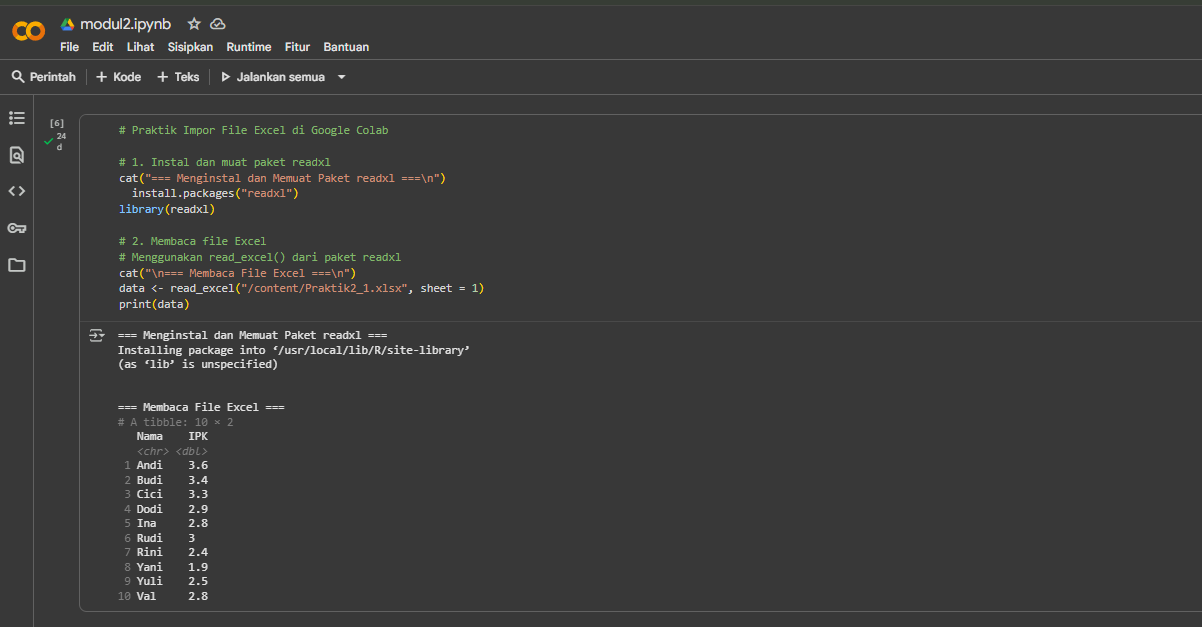 modul2.ipynb
File Edit Lihat Sisipkan Runtime Fitur Bantuan
Perintah + Kode + Teks Jalankan semua
[6]
24
d
# Praktik Impor File Excel di Google Colab
# 1. Instal dan muat paket readxl
cat("=== Menginstal dan Memuat Paket readxl ===\n")
  install.packages("readxl")
library(readxl)
# 2. Membaca file Excel
# Menggunakan read_excel() dari paket readxl
cat("\n=== Membaca File Excel ===\n")
data <- read_excel("/content/Praktik2_1.xlsx", sheet = 1)
print(data)
=== Menginstal dan Memuat Paket readxl ===
Installing package into ‘/usr/local/lib/R/site-library’
(as ‘lib’ is unspecified)
=== Membaca File Excel ===
# A tibble: 10 × 2
Nama IPK
<chr> <dbl>
1 Andi 3.6
2 Budi 3.4
3 Cici 3.3
4 Dodi 2.9
5 Ina 2.8
6 Rudi 3
7 Rini 2.4
8 Yani 1.9
9 Yuli 2.5
10 Val 2.8